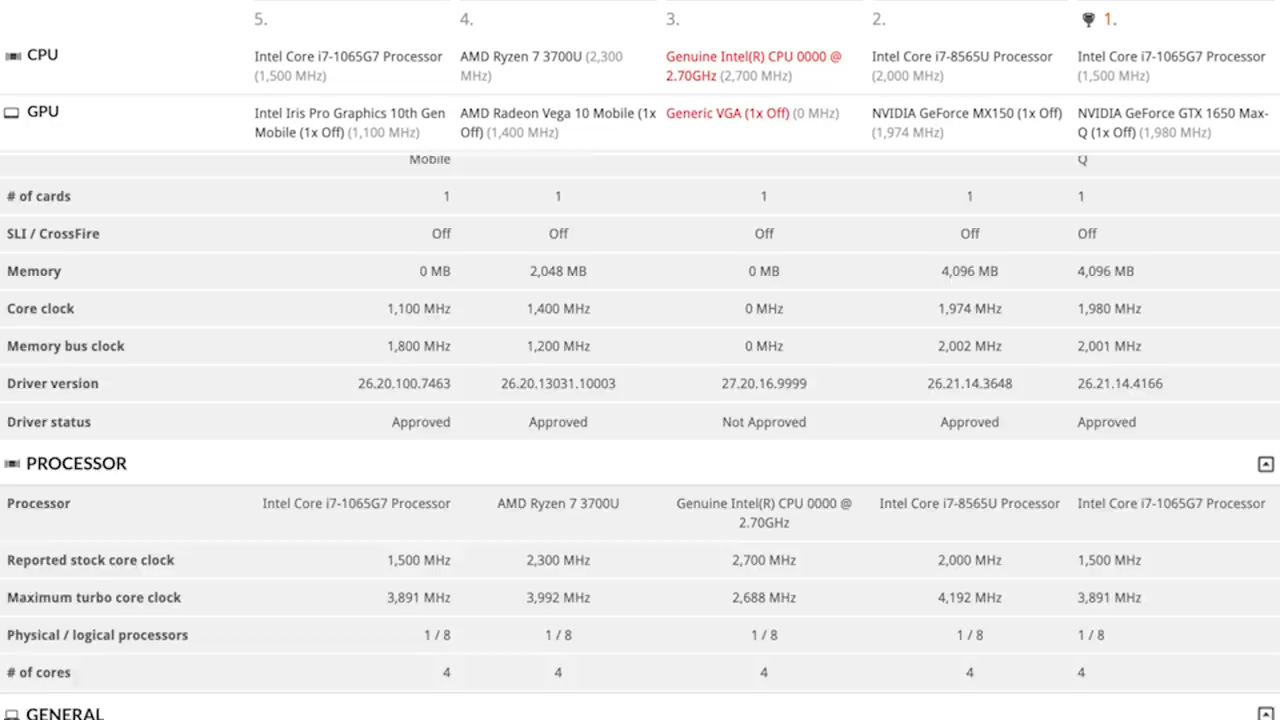 5. 4. 3. 2. 1.
CPU Intel Core i7-1065G7 Processor AMD Ryzen 7 3700U (2,300 Genuine Intel(R) CPU 0000 @ Intel Core i7-8565U Processor Intel Core i7-1065G7 Processor
(1,500 MHz) MHz) 2.70GHz (2,700 MHz) (2,000 MHz) (1,500 MHz)
GPU Intel Iris Pro Graphics 10th Gen AMD Radeon Vega 10 Mobile (1x Generic VGA (1x Off) (0 MHz) NVIDIA GeForce MX150 (1x Off) NVIDIA GeForce GTX 1650 Max-
Mobile (1x Off) (1,100 MHz) Off) (1,400 MHz) (1,974 MHz) Q (1x Off) (1,980 MHz)
Mobile Q
# of cards 1 1 1 1 1
SLI / CrossFire Off Off Off Off Off
Memory 0 MB 2,048 MB 0 MB 4,096 MB 4,096 MB
Core clock 1,100 MHz 1,400 MHz 0 MHz 1,974 MHz 1,980 MHz
Memory bus clock 1,800 MHz 1,200 MHz 0 MHz 2,002 MHz 2,001 MHz
Driver version 26.20.100.7463 26.20.13031.10003 27.20.16.9999 26.21.14.3648 26.21.14.4166
Driver status Approved Approved Not Approved Approved Approved
PROCESSOR
Processor Intel Core i7-1065G7 Processor AMD Ryzen 7 3700U Genuine Intel(R) CPU 0000 @ Intel Core i7-8565U Processor Intel Core i7-1065G7 Processor
2.70GHz
Reported stock core clock 1,500 MHz 2,300 MHz 2,700 MHz 2,000 MHz 1,500 MHz
Maximum turbo core clock 3,891 MHz 3,992 MHz 2,688 MHz 4,192 MHz 3,891 MHz
Physical / logical processors 1 / 8 1 / 8 1 / 8 1 / 8 1 / 8
# of cores 4 4 4 4 4
GENERAL